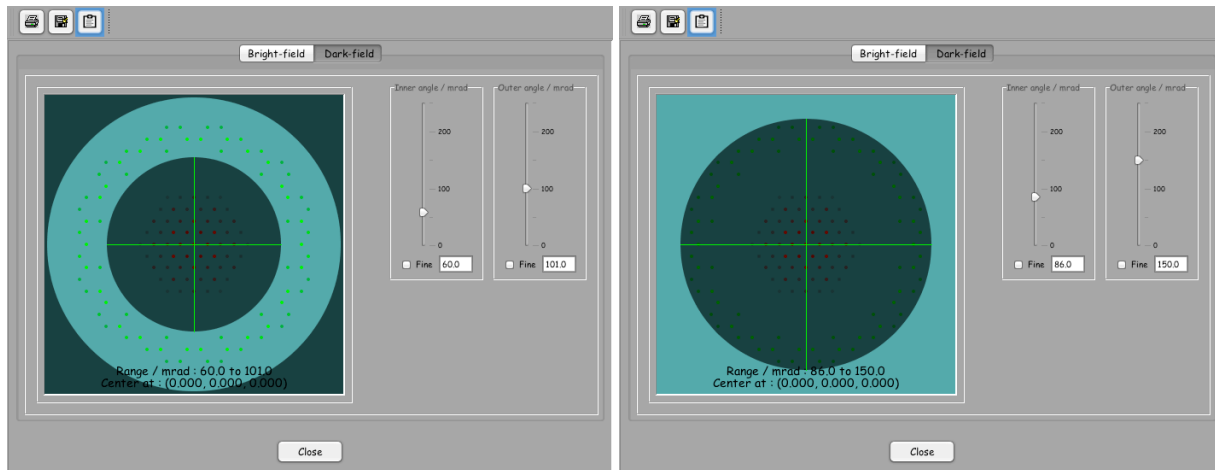 Bright-field Dark-field
Inner angle / mrad Outer angle / mrad
200 200
100 100
0 0
Fine 60.0 Fine 101.0
Range / mrad : 60.0 to 101.0
Center at : (0.000, 0.000, 0.000)
Close
Bright-field Dark-field
Inner angle / mrad Outer angle / mrad
200 200
100 100
0 0
Fine 86.0 Fine 150.0
Range / mrad : 86.0 to 150.0
Center at : (0.000, 0.000, 0.000)
Close